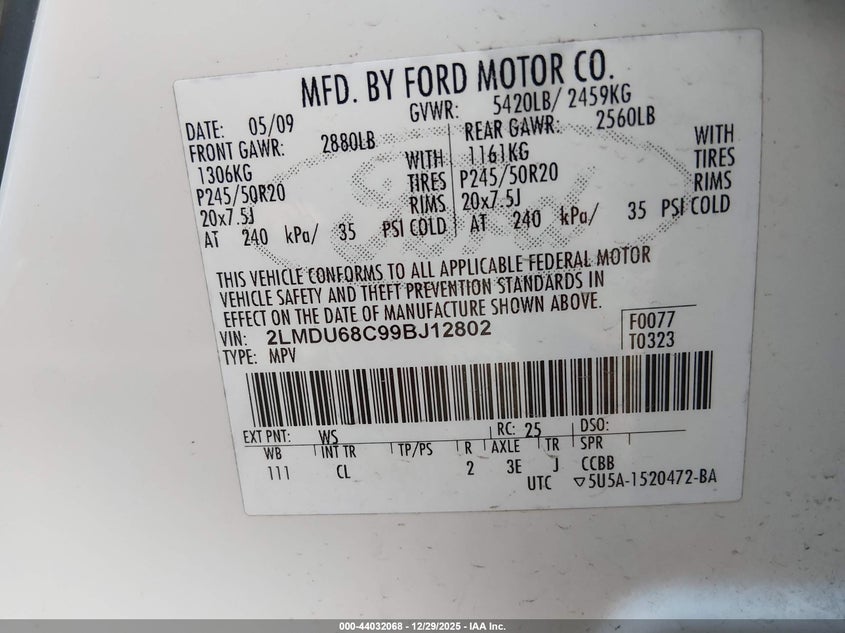 MFD. BY FORD MOTOR CO.
DATE: 05/09 GVWR: 5420LB/ 2459KG
FRONT GAWR: 2880LB REAR GAWR: 2560LB
1306KG WITH 1161KG WITH
P245/50R20 TIRES P245/50R20 TIRES
20x7.5J RIMS 20x7.5J RIMS
AT 240 kPa/ 35 PSI COLD AT 240 kPa/ 35 PSI COLD
THIS VEHICLE CONFORMS TO ALL APPLICABLE FEDERAL MOTOR
VEHICLE SAFETY AND THEFT PREVENTION STANDARDS IN
EFFECT ON THE DATE OF MANUFACTURE SHOWN ABOVE.
VIN: 2LMDU68C99BJ12802 F0077
TYPE: MPV T0323
EXT PNT: WS RC: 25 DSO:
WB INT TR TP/PS R AXLE TR SPR
111 CL 2 3E J CCBB
UTC ▽5U5A-1520472-BA
000-44032068 - 12/29/2025 - IAA Inc.